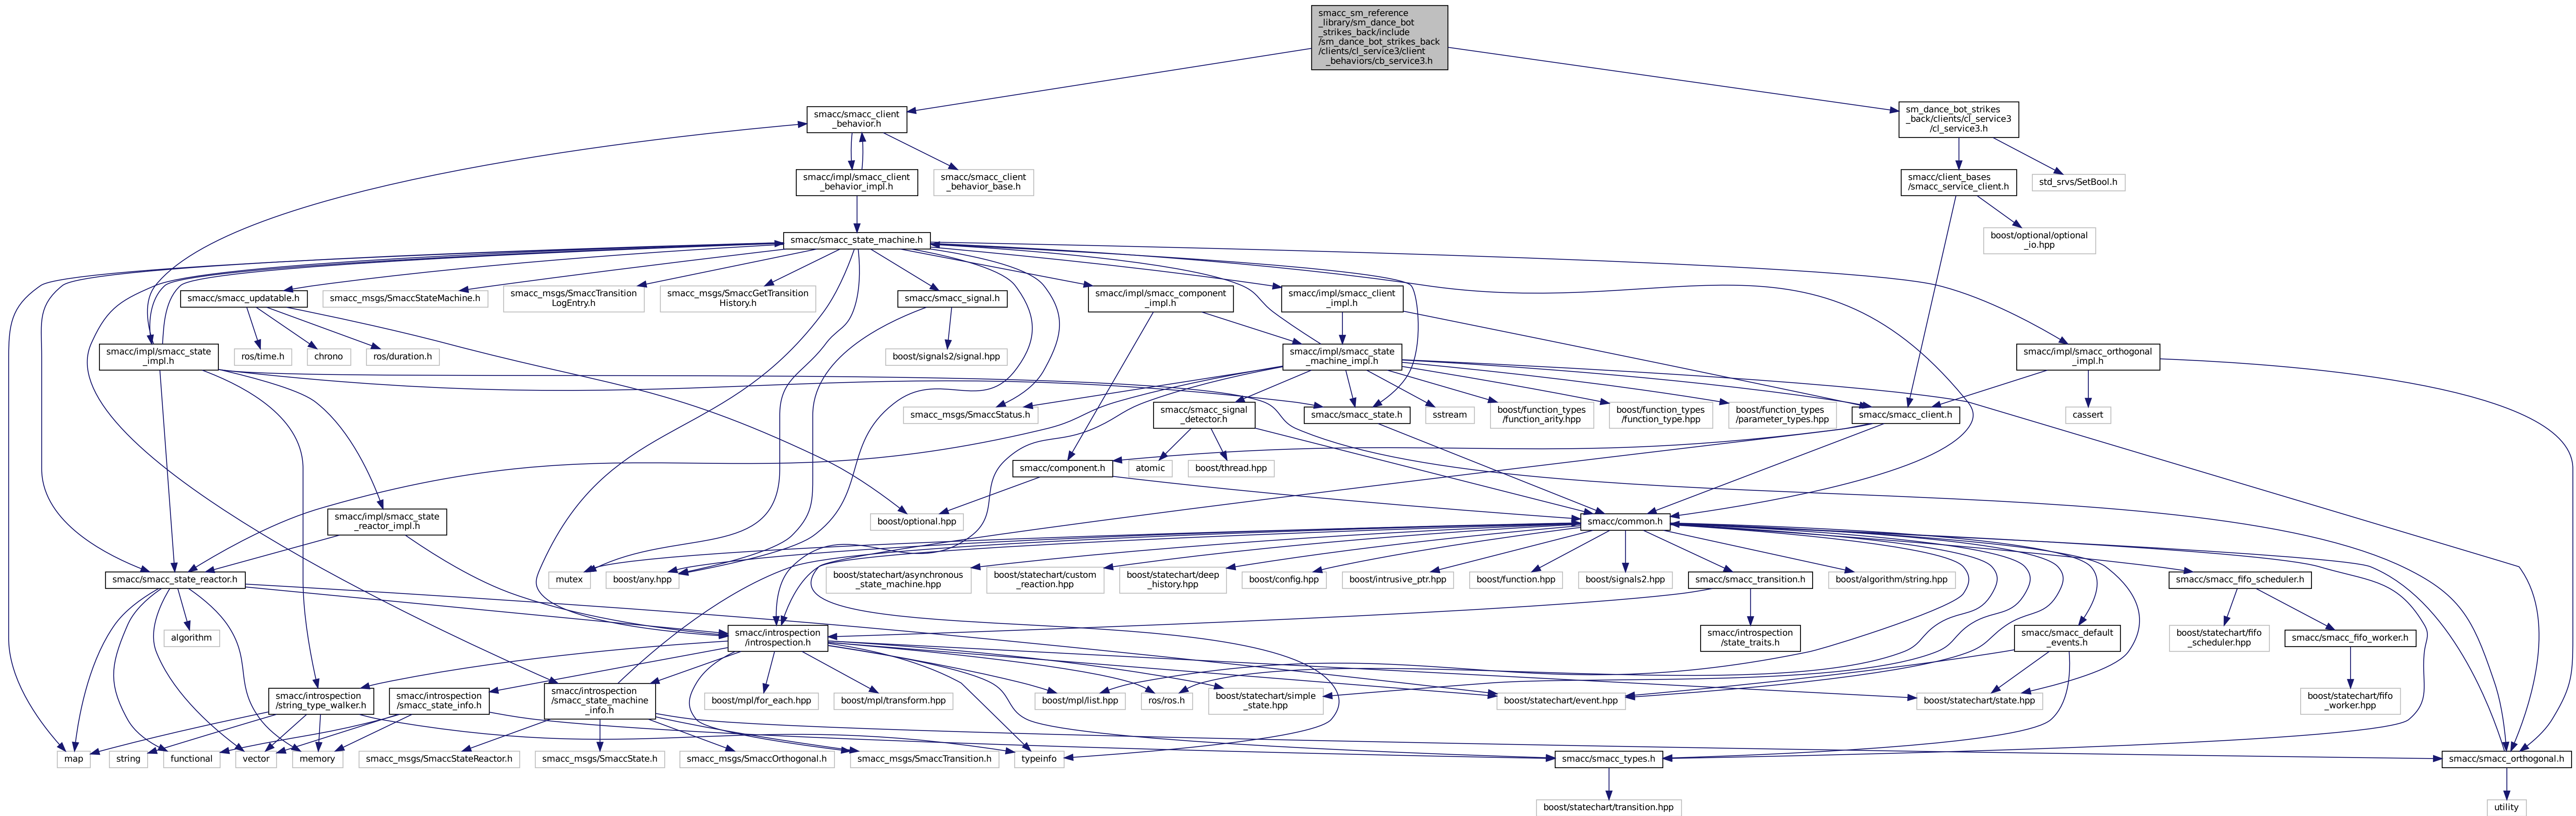 smacc_sm_reference
_library/sm_dance_bot
_strikes_back/include
/sm_dance_bot_strikes_back
/clients/cl_service3/client
_behaviors/cb_service3.h
smacc/smacc_client
_behavior.h
sm_dance_bot_strikes
_back/clients/cl_service3
/cl_service3.h
smacc/impl/smacc_client
_behavior_impl.h
smacc/smacc_client
_behavior_base.h
smacc/client_bases
/smacc_service_client.h
std_srvs/SetBool.h
smacc/smacc_state_machine.h
boost/optional/optional
_io.hpp
smacc/smacc_updatable.h
smacc_msgs/SmaccStateMachine.h
smacc_msgs/SmaccTransition
LogEntry.h
smacc_msgs/SmaccGetTransition
History.h
smacc/smacc_signal.h
smacc/impl/smacc_component
_impl.h
smacc/impl/smacc_client
_impl.h
smacc/impl/smacc_state
_impl.h
ros/time.h
chrono
ros/duration.h
boost/signals2/signal.hpp
smacc/impl/smacc_state
_machine_impl.h
smacc/impl/smacc_orthogonal
_impl.h
smacc_msgs/SmaccStatus.h
smacc/smacc_signal
_detector.h
smacc/smacc_state.h
sstream
boost/function_types
/function_arity.hpp
boost/function_types
/function_type.hpp
boost/function_types
/parameter_types.hpp
smacc/smacc_client.h
cassert
smacc/component.h
atomic
boost/thread.hpp
smacc/impl/smacc_state
_reactor_impl.h
boost/optional.hpp
smacc/common.h
smacc/smacc_state_reactor.h
mutex
boost/any.hpp
boost/statechart/asynchronous
_state_machine.hpp
boost/statechart/custom
_reaction.hpp
boost/statechart/deep
_history.hpp
boost/config.hpp
boost/intrusive_ptr.hpp
boost/function.hpp
boost/signals2.hpp
smacc/smacc_transition.h
boost/algorithm/string.hpp
smacc/smacc_fifo_scheduler.h
algorithm
smacc/introspection
/introspection.h
smacc/introspection
/state_traits.h
smacc/smacc_default
_events.h
boost/statechart/fifo
_scheduler.hpp
smacc/smacc_fifo_worker.h
smacc/introspection
/string_type_walker.h
smacc/introspection
/smacc_state_info.h
smacc/introspection
/smacc_state_machine
_info.h
boost/mpl/for_each.hpp
boost/mpl/transform.hpp
boost/mpl/list.hpp
ros/ros.h
boost/statechart/simple
_state.hpp
boost/statechart/event.hpp
boost/statechart/state.hpp
boost/statechart/fifo
_worker.hpp
map
string
functional
vector
memory
smacc_msgs/SmaccStateReactor.h
smacc_msgs/SmaccState.h
smacc_msgs/SmaccOrthogonal.h
smacc_msgs/SmaccTransition.h
typeinfo
smacc/smacc_types.h
smacc/smacc_orthogonal.h
boost/statechart/transition.hpp
utility